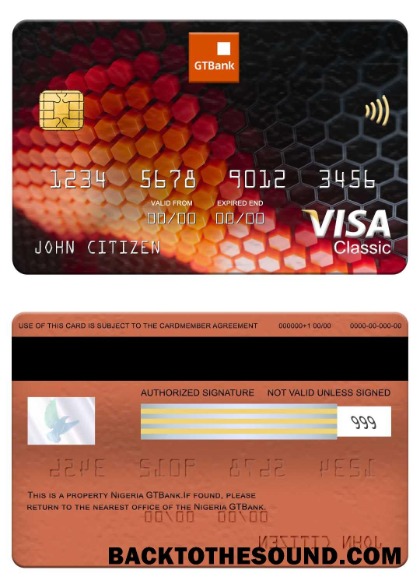 GTBank
1234 5678 9012 3456
VALID FROM EXPIRED END
00/00 00/00
JOHN CITIZEN
VISA
Classic
USE OF THIS CARD IS SUBJECT TO THE CARDMEMBER AGREEMENT 000000+1 00/00 0000-00-000-00
AUTHORIZED SIGNATURE NOT VALID UNLESS SIGNED
999
THIS IS A PROPERTY NIGERIA GTBANK.IF FOUND, PLEASE
RETURN TO THE NEAREST OFFICE OF THE NIGERIA GTBANK.
BACKTOTHESOUND.COM